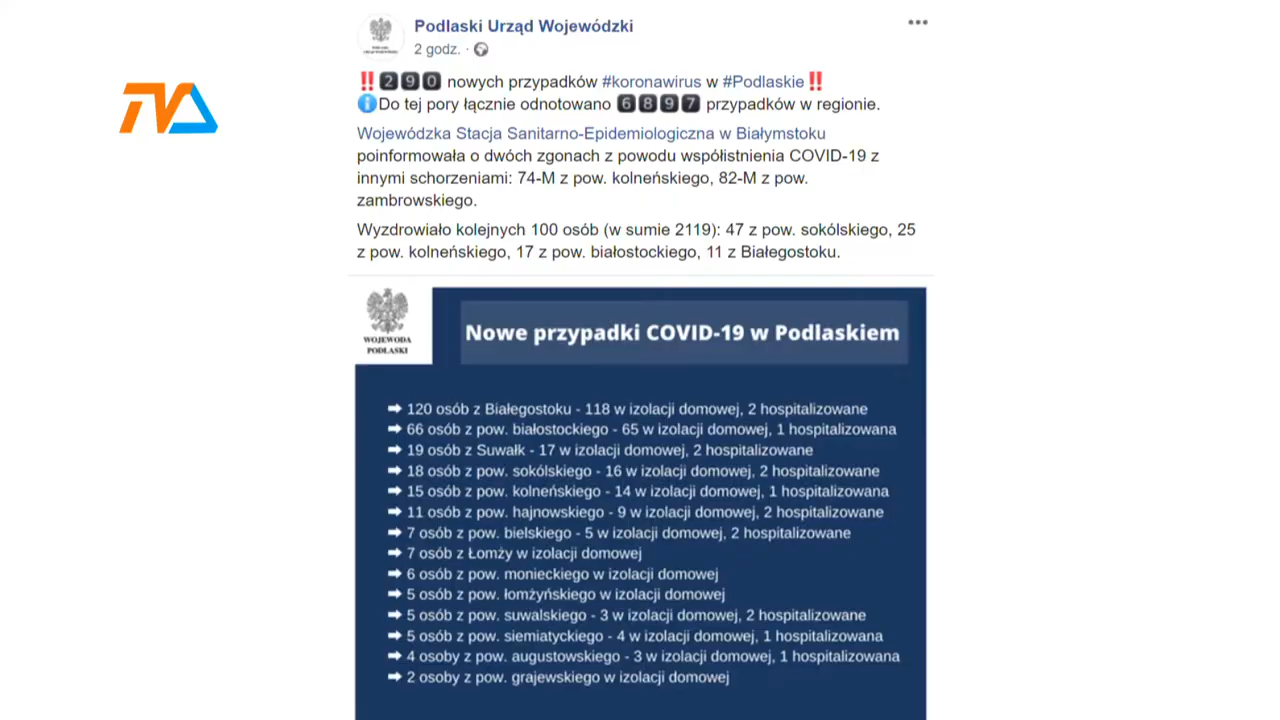 Podlaski Urząd Wojewódzki
2 godz. ·
TVA
‼️290 nowych przypadków #koronawirus w #Podlaskie‼️
ℹ️Do tej pory łącznie odnotowano 6897 przypadków w regionie.
Wojewódzka Stacja Sanitarno-Epidemiologiczna w Białymstoku
poinformowała o dwóch zgonach z powodu współistnienia COVID-19 z
innymi schorzeniami: 74-M z pow. kolneńskiego, 82-M z pow.
zambrowskiego.
Wyzdrowiało kolejnych 100 osób (w sumie 2119): 47 z pow. sokólskiego, 25
z pow. kolneńskiego, 17 z pow. białostockiego, 11 z Białegostoku.
WOJEWODA
PODLASKI
Nowe przypadki COVID-19 w Podlaskiem
➡ 120 osób z Białegostoku - 118 w izolacji domowej, 2 hospitalizowane
➡ 66 osób z pow. białostockiego - 65 w izolacji domowej, 1 hospitalizowana
➡ 19 osób z Suwałk - 17 w izolacji domowej, 2 hospitalizowane
➡ 18 osób z pow. sokólskiego - 16 w izolacji domowej, 2 hospitalizowane
➡ 15 osób z pow. kolneńskiego - 14 w izolacji domowej, 1 hospitalizowana
➡ 11 osób z pow. hajnowskiego - 9 w izolacji domowej, 2 hospitalizowane
➡ 7 osób z pow. bielskiego - 5 w izolacji domowej, 2 hospitalizowane
➡ 7 osób z Łomży w izolacji domowej
➡ 6 osób z pow. monieckiego w izolacji domowej
➡ 5 osób z pow. łomżyńskiego w izolacji domowej
➡ 5 osób z pow. suwalskiego - 3 w izolacji domowej, 2 hospitalizowane
➡ 5 osób z pow. siemiatyckiego - 4 w izolacji domowej, 1 hospitalizowana
➡ 4 osoby z pow. augustowskiego - 3 w izolacji domowej, 1 hospitalizowana
➡ 2 osoby z pow. grajewskiego w izolacji domowej